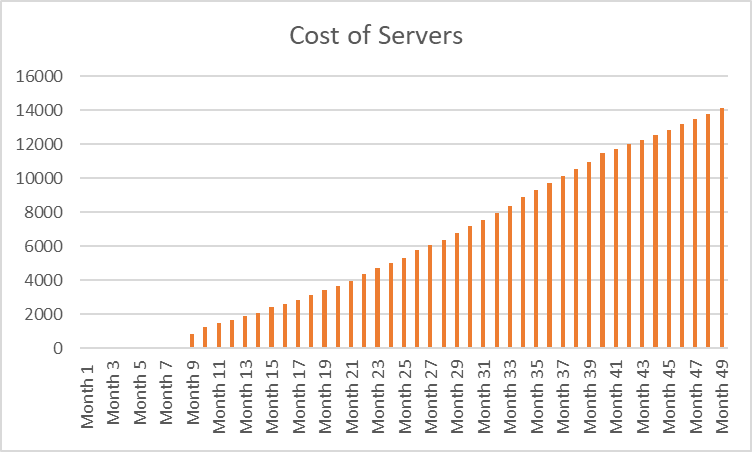 Cost of Servers
16000
14000
12000
10000
8000
6000
4000
2000
0
Month 1
Month 3
Month 5
Month 7
Month 9
Month 11
Month 13
Month 15
Month 17
Month 19
Month 21
Month 23
Month 25
Month 27
Month 29
Month 31
Month 33
Month 35
Month 37
Month 39
Month 41
Month 43
Month 45
Month 47
Month 49